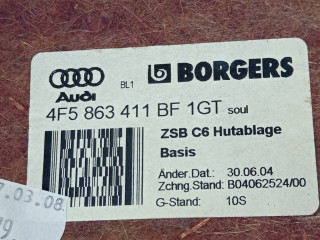 BL1
BORGERS
Audi
4F5 863 411 BF 1GT soul
ZSB C6 Hutablage
Basis
Änder.Dat.: 30.06.04
Zchng.Stand: B04062524/00
G-Stand: 10S
.03.08